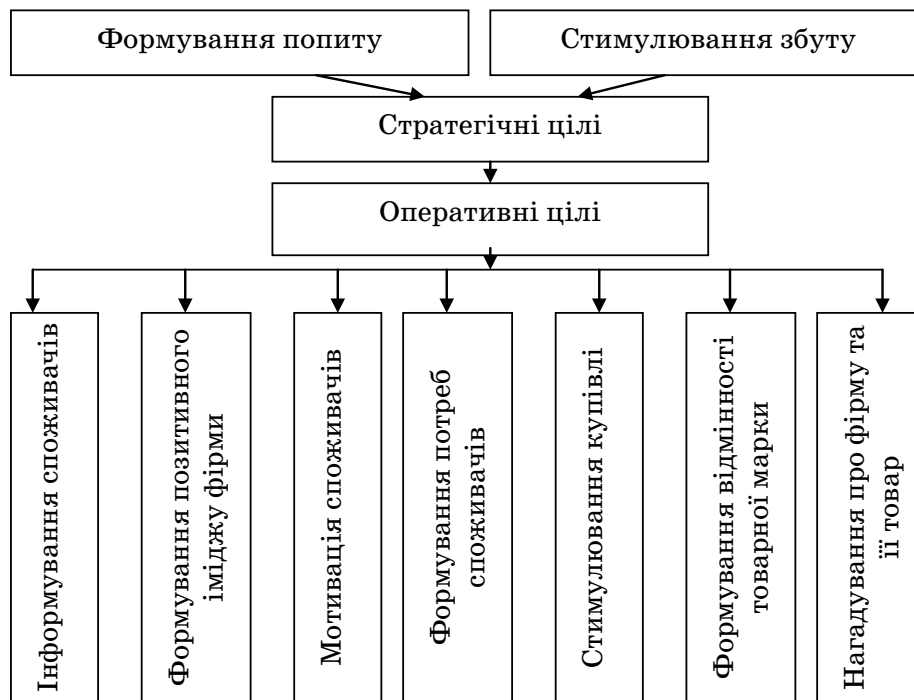 Формування попиту
Стимулювання збуту
Стратегічні цілі
Оперативні цілі
Інформування споживачів
Формування позитивного
іміджу фірми
Мотивація споживачів
Формування потреб
споживачів
Стимулювання купівлі
Формування відмінності
товарної марки
Нагадування про фірму та
її товар